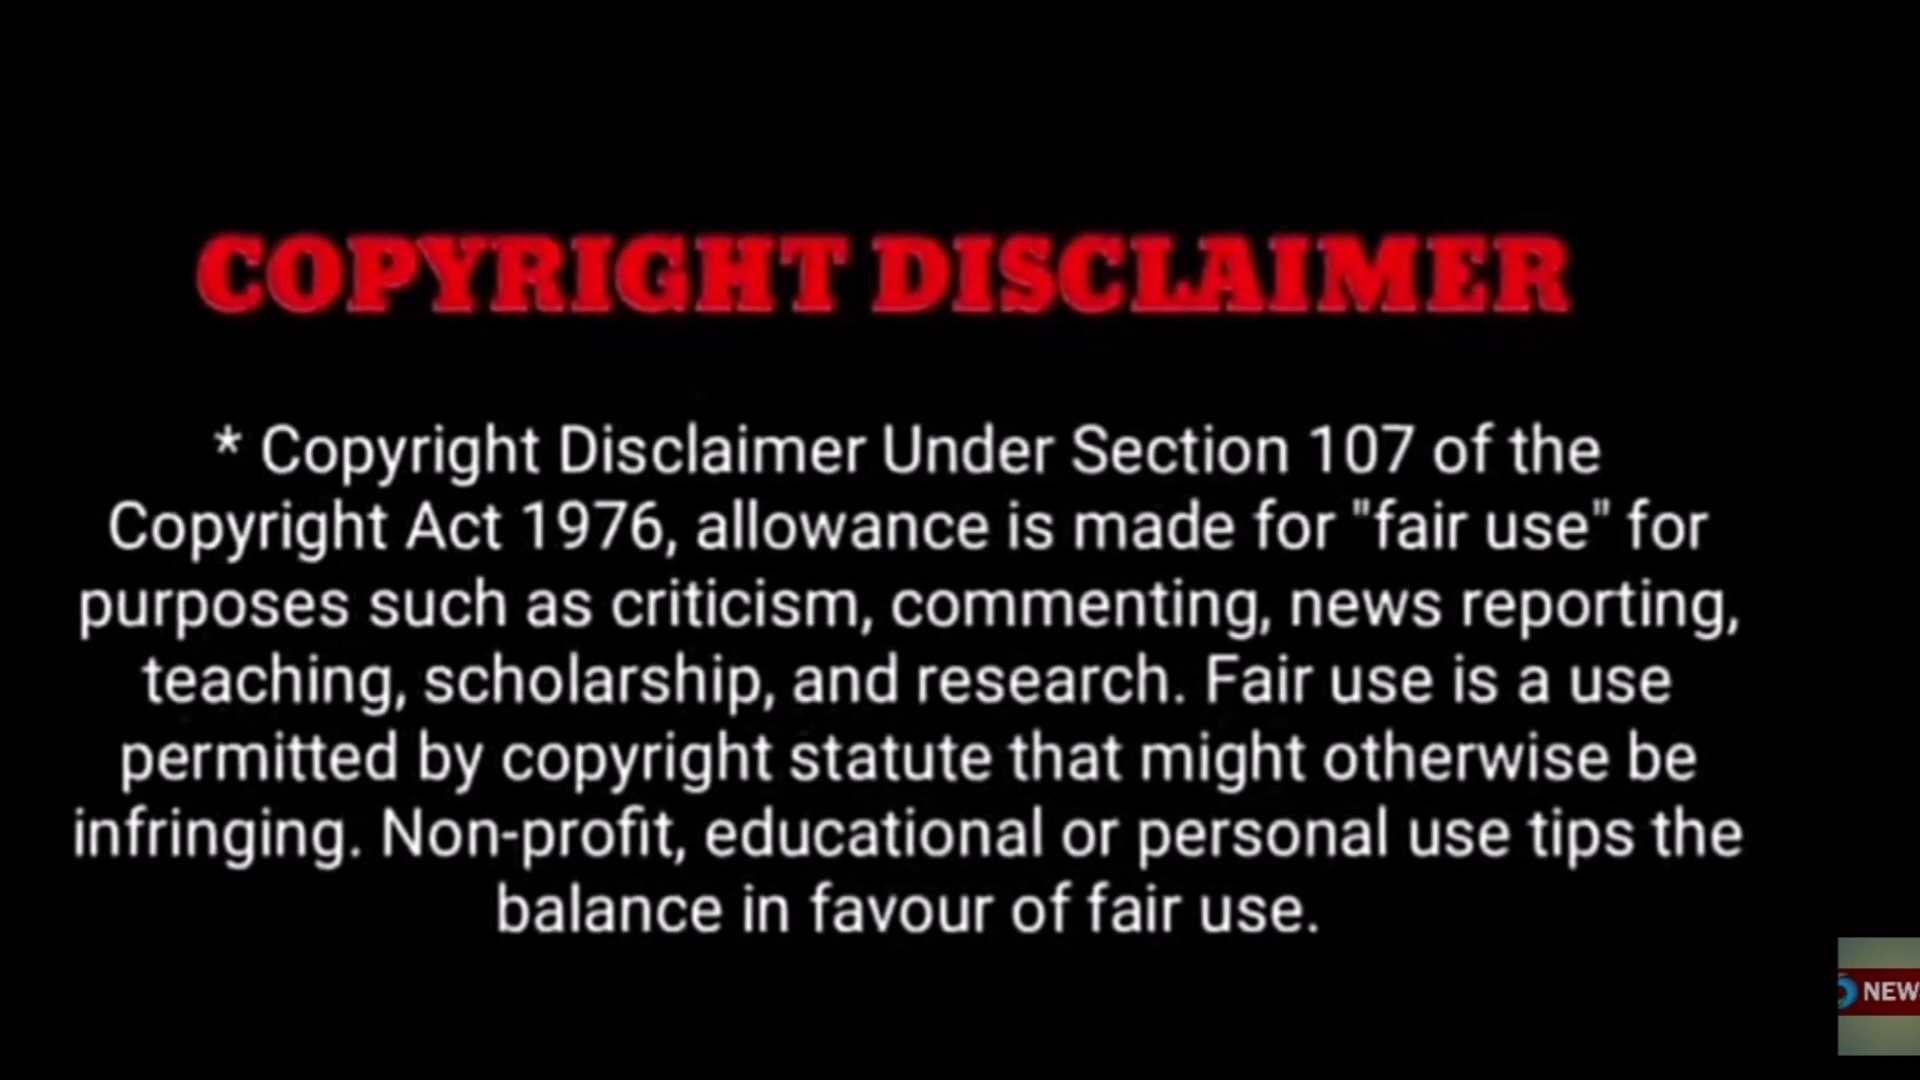 COPYRIGHT DISCLAIMER
* Copyright Disclaimer Under Section 107 of the
Copyright Act 1976, allowance is made for "fair use" for
purposes such as criticism, commenting, news reporting,
teaching, scholarship, and research. Fair use is a use
permitted by copyright statute that might otherwise be
infringing. Non-profit, educational or personal use tips the
balance in favour of fair use.